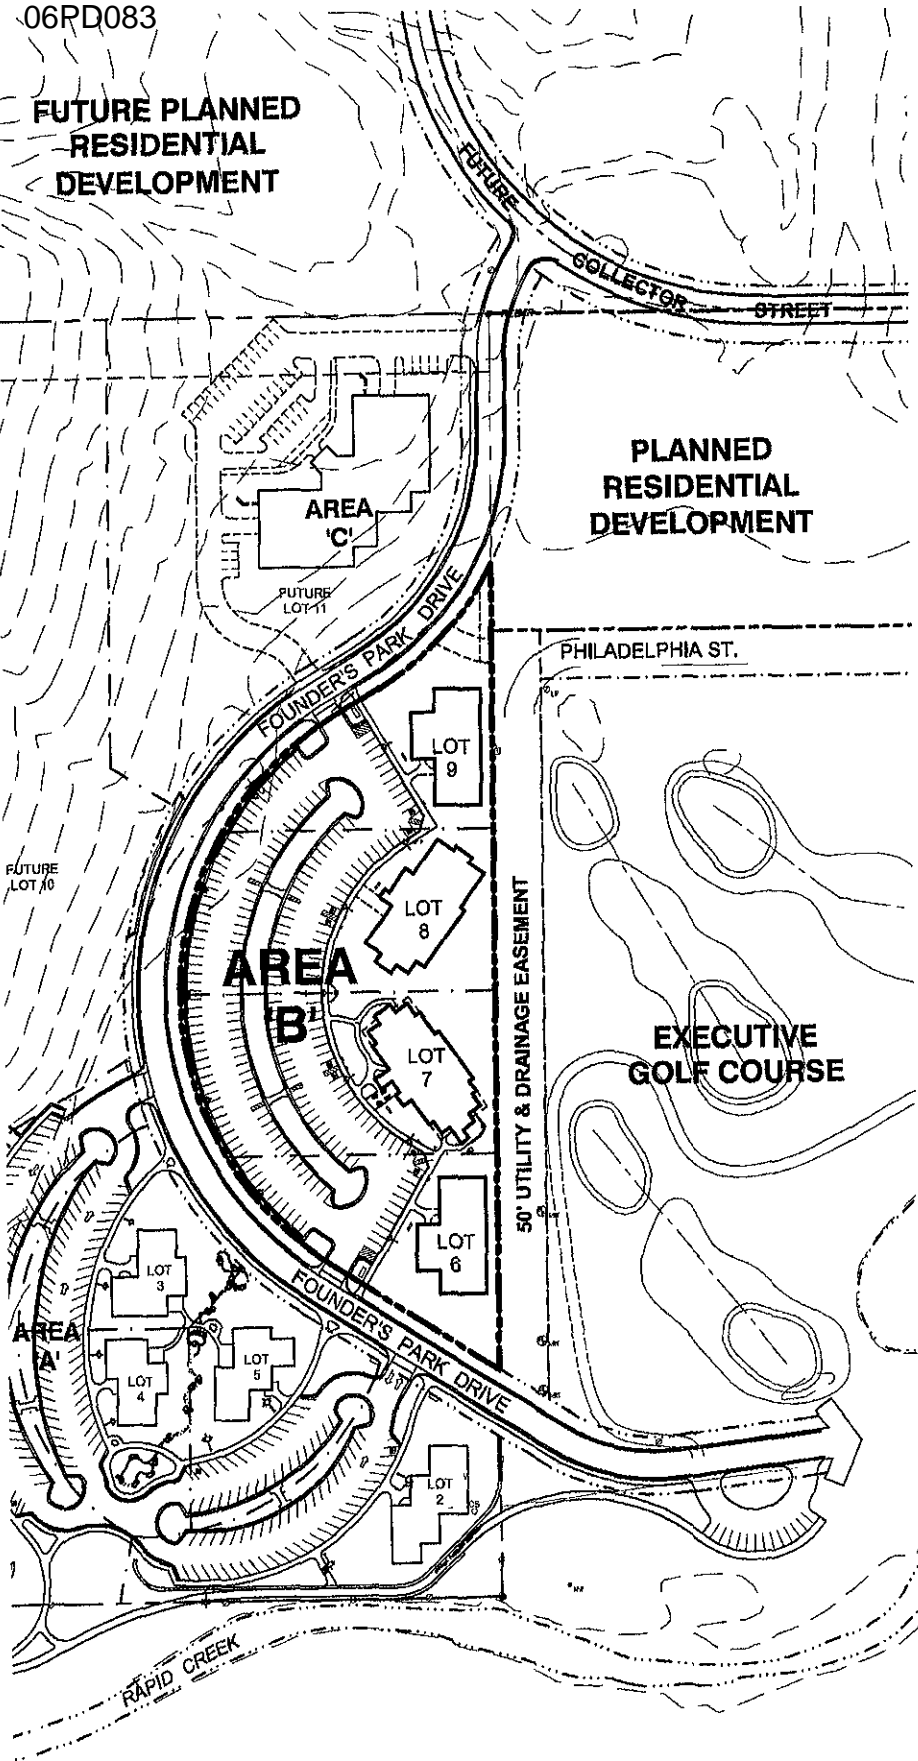 06PD083
FUTURE PLANNED
RESIDENTIAL
DEVELOPMENT
FUTURE
COLLECTOR
STREET
PLANNED
RESIDENTIAL
DEVELOPMENT
AREA
'C'
FUTURE
LOT 11
FOUNDER'S PARK DRIVE
PHILADELPHIA ST.
LOT
9
FUTURE
LOT 10
LOT
8
AREA
'B'
LOT
7
50' UTILITY & DRAINAGE EASEMENT
EXECUTIVE
GOLF COURSE
LOT
6
LOT
3
FOUNDER'S PARK DRIVE
AREA
'A'
LOT
4
LOT
5
LOT
2
RAPID CREEK